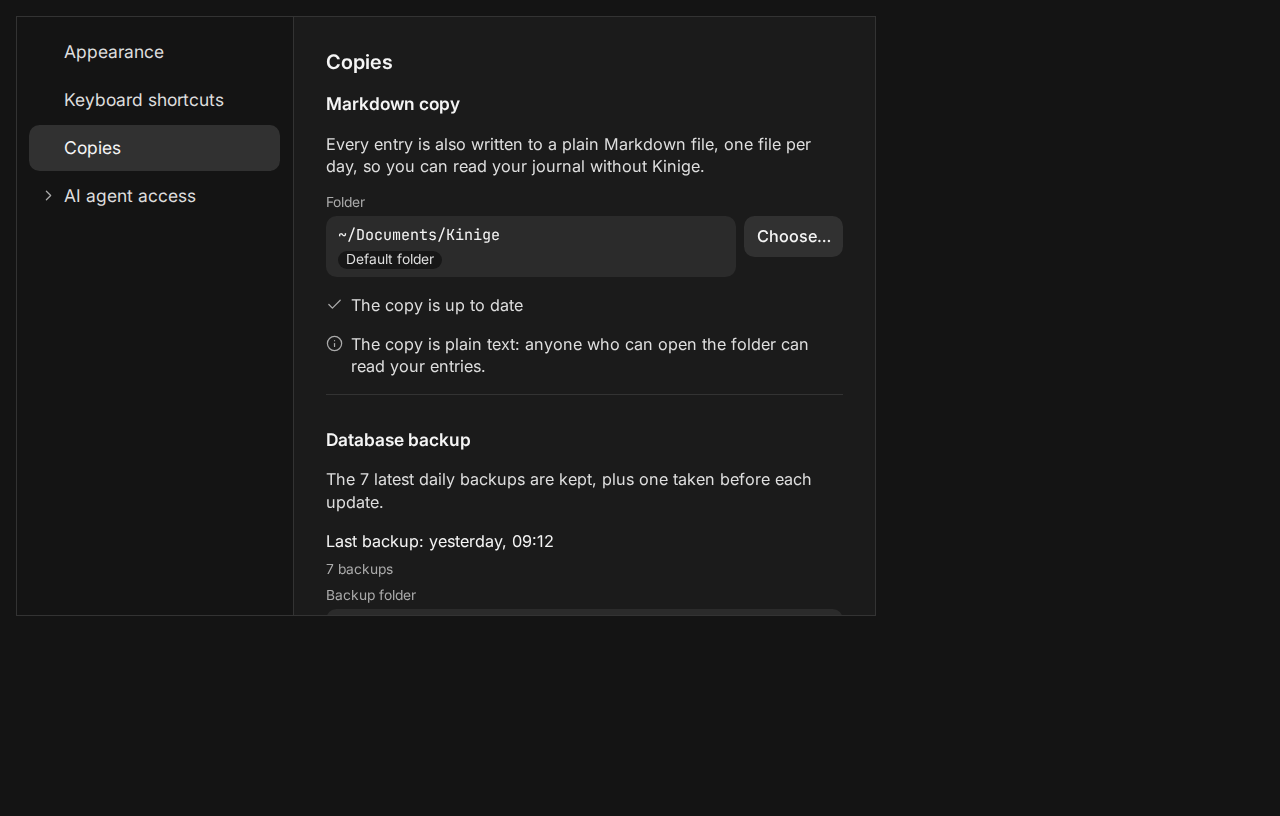 Appearance
Keyboard shortcuts
Copies
AI agent access
Copies
Markdown copy
Every entry is also written to a plain Markdown file, one file per
day, so you can read your journal without Kinige.
Folder
~/Documents/Kinige
Default folder
Choose...
The copy is up to date
The copy is plain text: anyone who can open the folder can
read your entries.
Database backup
The 7 latest daily backups are kept, plus one taken before each
update.
Last backup: yesterday, 09:12
7 backups
Backup folder